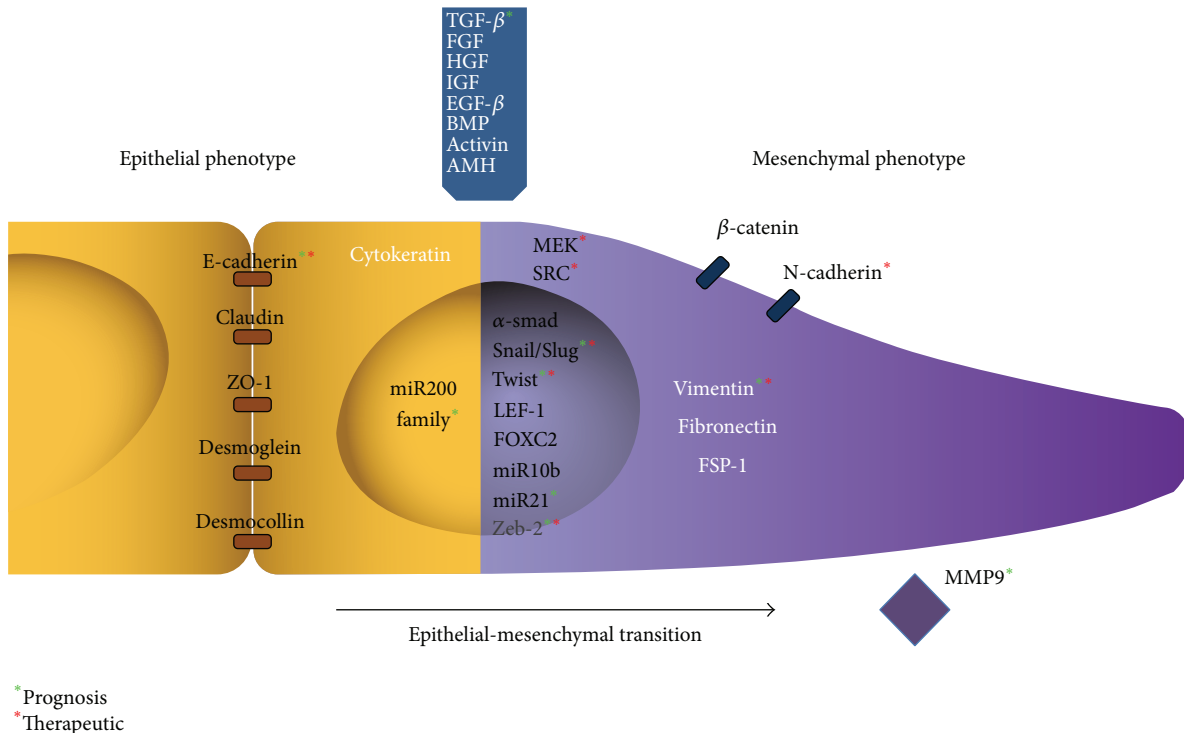 TGF-β*
FGF
HGF
IGF
EGF-β
BMP
Activin
AMH
Epithelial phenotype
Mesenchymal phenotype
E-cadherin**
Claudin
ZO-1
Desmoglein
Desmocollin
Cytokeratin
miR200
family*
MEK*
SRC*
α-smad
Snail/Slug**
Twist**
LEF-1
FOXC2
miR10b
miR21*
Zeb-2**
β-catenin
N-cadherin*
Vimentin**
Fibronectin
FSP-1
MMP9*
Epithelial-mesenchymal transition
*Prognosis
*Therapeutic